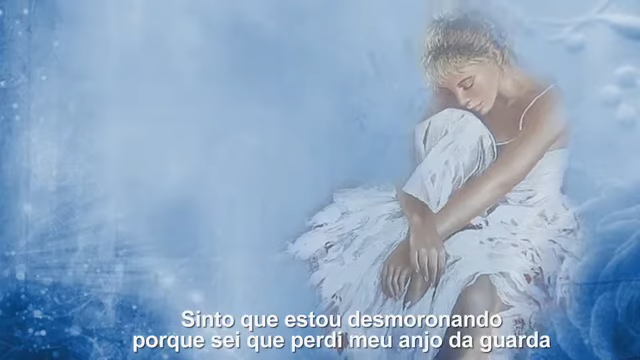 Sinto que estou desmoronando
porque sei que perdi meu anjo da guarda